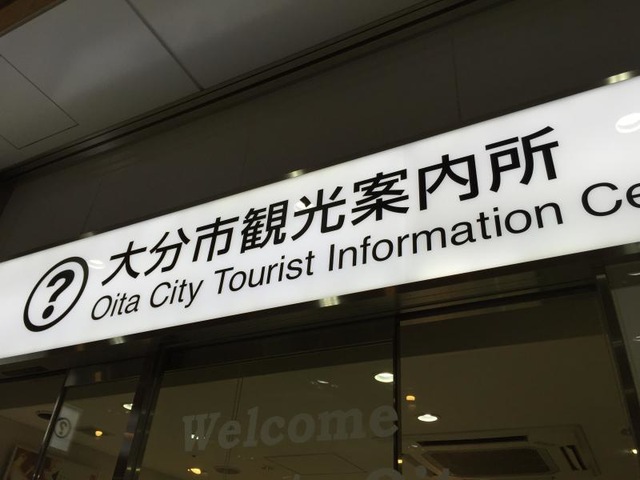 大分市観光案内所
? Oita City Tourist Information Ce
Welcome